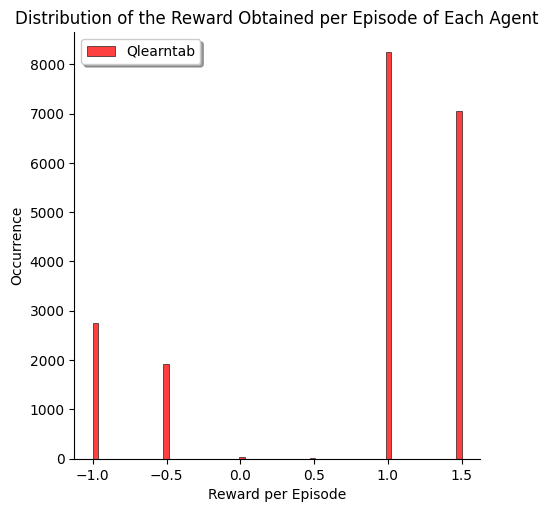 Distribution of the Reward Obtained per Episode of Each Agent
Qlearntab
8000
7000
6000
5000
4000
3000
2000
1000
0
Occurrence
−1.0 −0.5 0.0 0.5 1.0 1.5
Reward per Episode